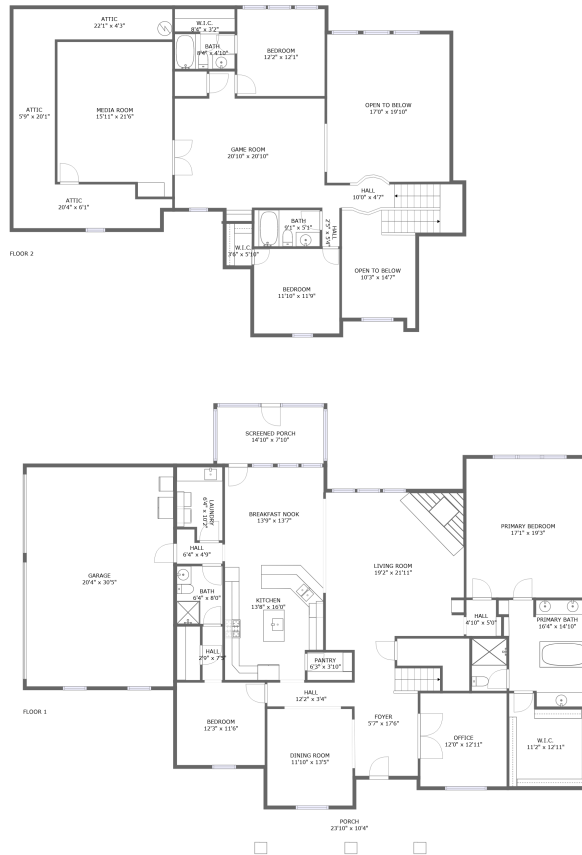 ATTIC
22'1" x 4'3"
W.I.C.
8'4" x 3'2"
BATH
8'4" x 4'10"
BEDROOM
12'2" x 12'1"
ATTIC
5'9" x 20'1"
MEDIA ROOM
15'11" x 21'6"
OPEN TO BELOW
17'0" x 19'10"
GAME ROOM
20'10" x 20'10"
HALL
10'0" x 4'7"
ATTIC
20'4" x 6'1"
BATH
9'1" x 5'3"
HALL
2'5" x 5'4"
W.I.C.
3'6" x 5'10"
FLOOR 2
OPEN TO BELOW
10'3" x 14'7"
BEDROOM
11'10" x 11'9"
SCREENED PORCH
14'10" x 7'10"
LAUNDRY
6'4" x 10'2"
BREAKFAST NOOK
13'9" x 13'7"
PRIMARY BEDROOM
17'1" x 19'3"
HALL
6'4" x 4'9"
LIVING ROOM
19'2" x 21'11"
GARAGE
20'4" x 30'5"
BATH
6'4" x 8'0"
KITCHEN
13'8" x 16'0"
HALL
4'10" x 5'0"
PRIMARY BATH
16'4" x 14'10"
HALL
PANTRY
6'3" x 3'10"
HALL
12'2" x 3'4"
FLOOR 1
BEDROOM
12'3" x 11'6"
FOYER
5'7" x 17'6"
OFFICE
12'0" x 12'11"
W.I.C.
11'2" x 12'11"
DINING ROOM
11'10" x 13'5"
PORCH
23'10" x 10'4"